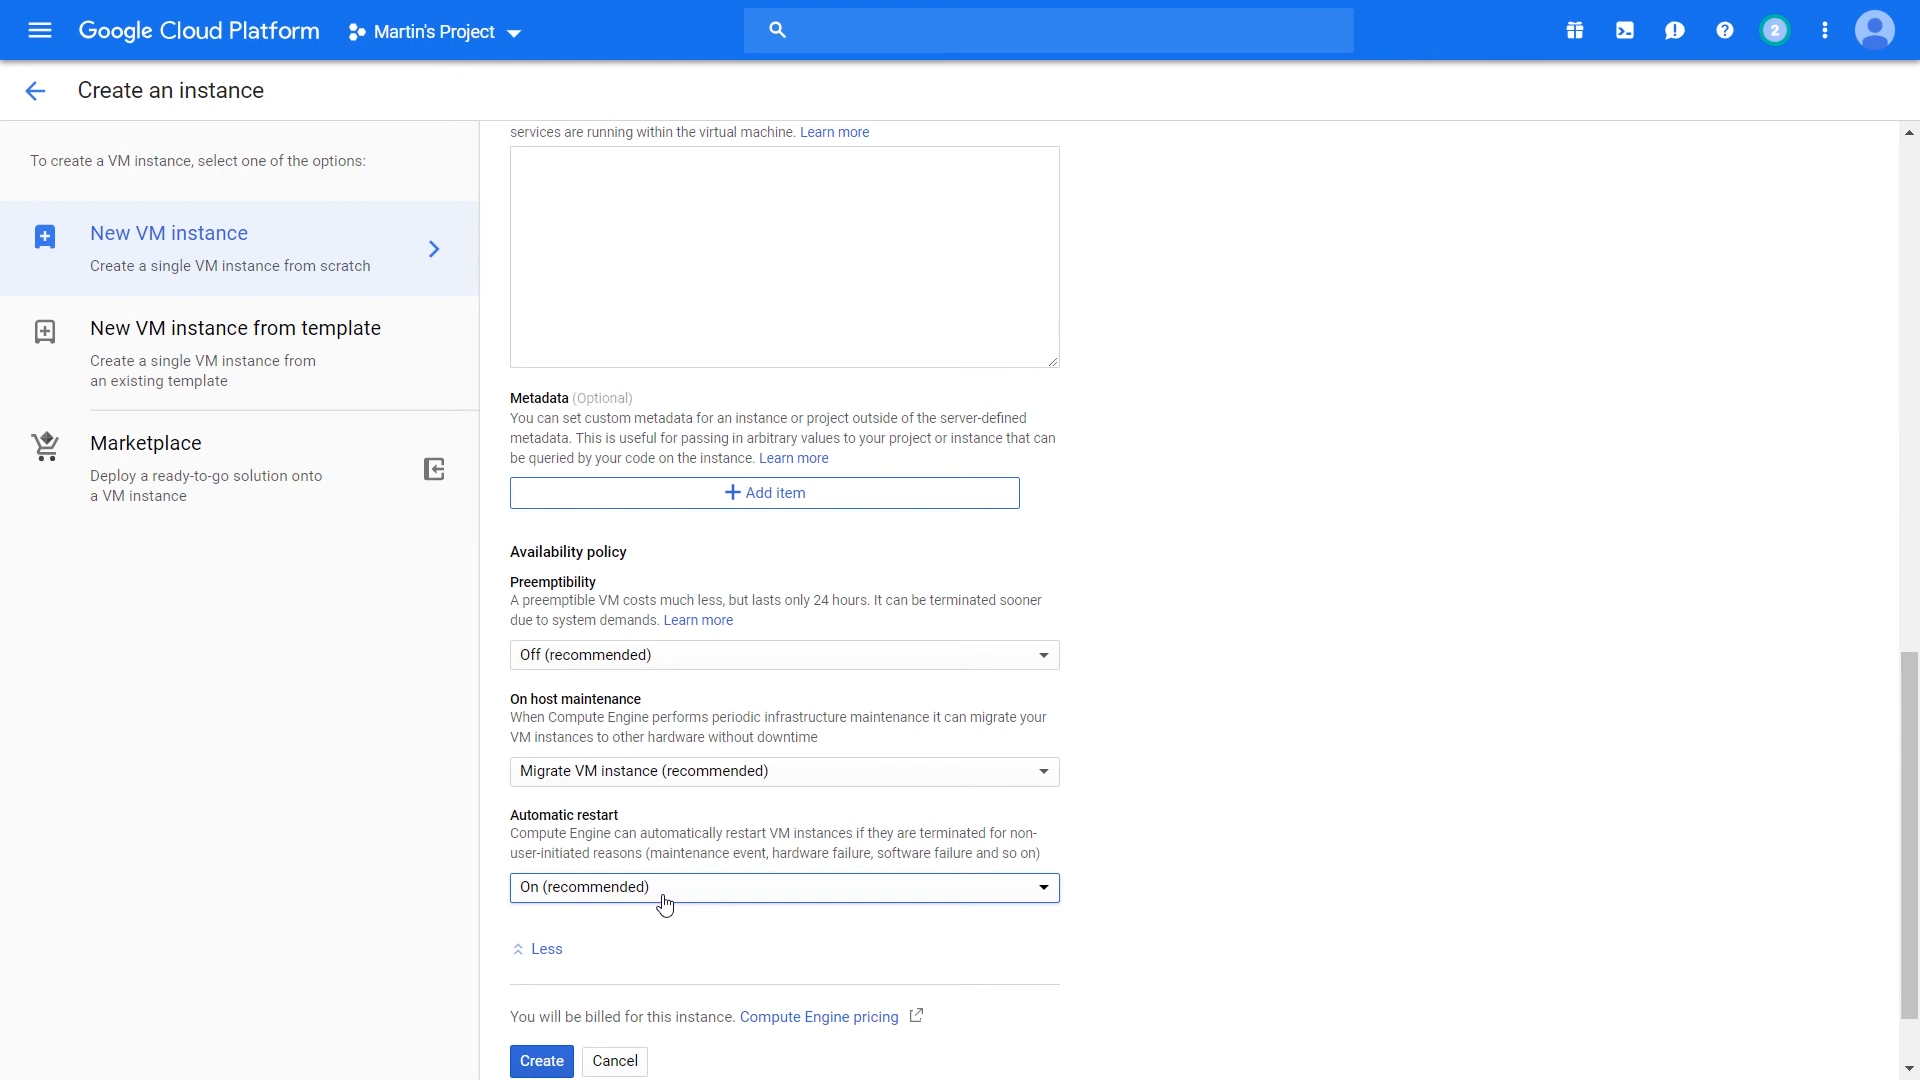 Google Cloud Platform
Martin's Project
2
Create an instance
To create a VM instance, select one of the options:
New VM instance
Create a single VM instance from scratch
New VM instance from template
Create a single VM instance from
an existing template
Marketplace
Deploy a ready-to-go solution onto
a VM instance
services are running within the virtual machine. Learn more
Metadata (Optional)
You can set custom metadata for an instance or project outside of the server-defined
metadata. This is useful for passing in arbitrary values to your project or instance that can
be queried by your code on the instance. Learn more
Add item
Availability policy
Preemptibility
A preemptible VM costs much less, but lasts only 24 hours. It can be terminated sooner
due to system demands. Learn more
Off (recommended)
On host maintenance
When Compute Engine performs periodic infrastructure maintenance it can migrate your
VM instances to other hardware without downtime
Migrate VM instance (recommended)
Automatic restart
Compute Engine can automatically restart VM instances if they are terminated for non-
user-initiated reasons (maintenance event, hardware failure, software failure and so on)
On (recommended)
Less
You will be billed for this instance. Compute Engine pricing
Create Cancel